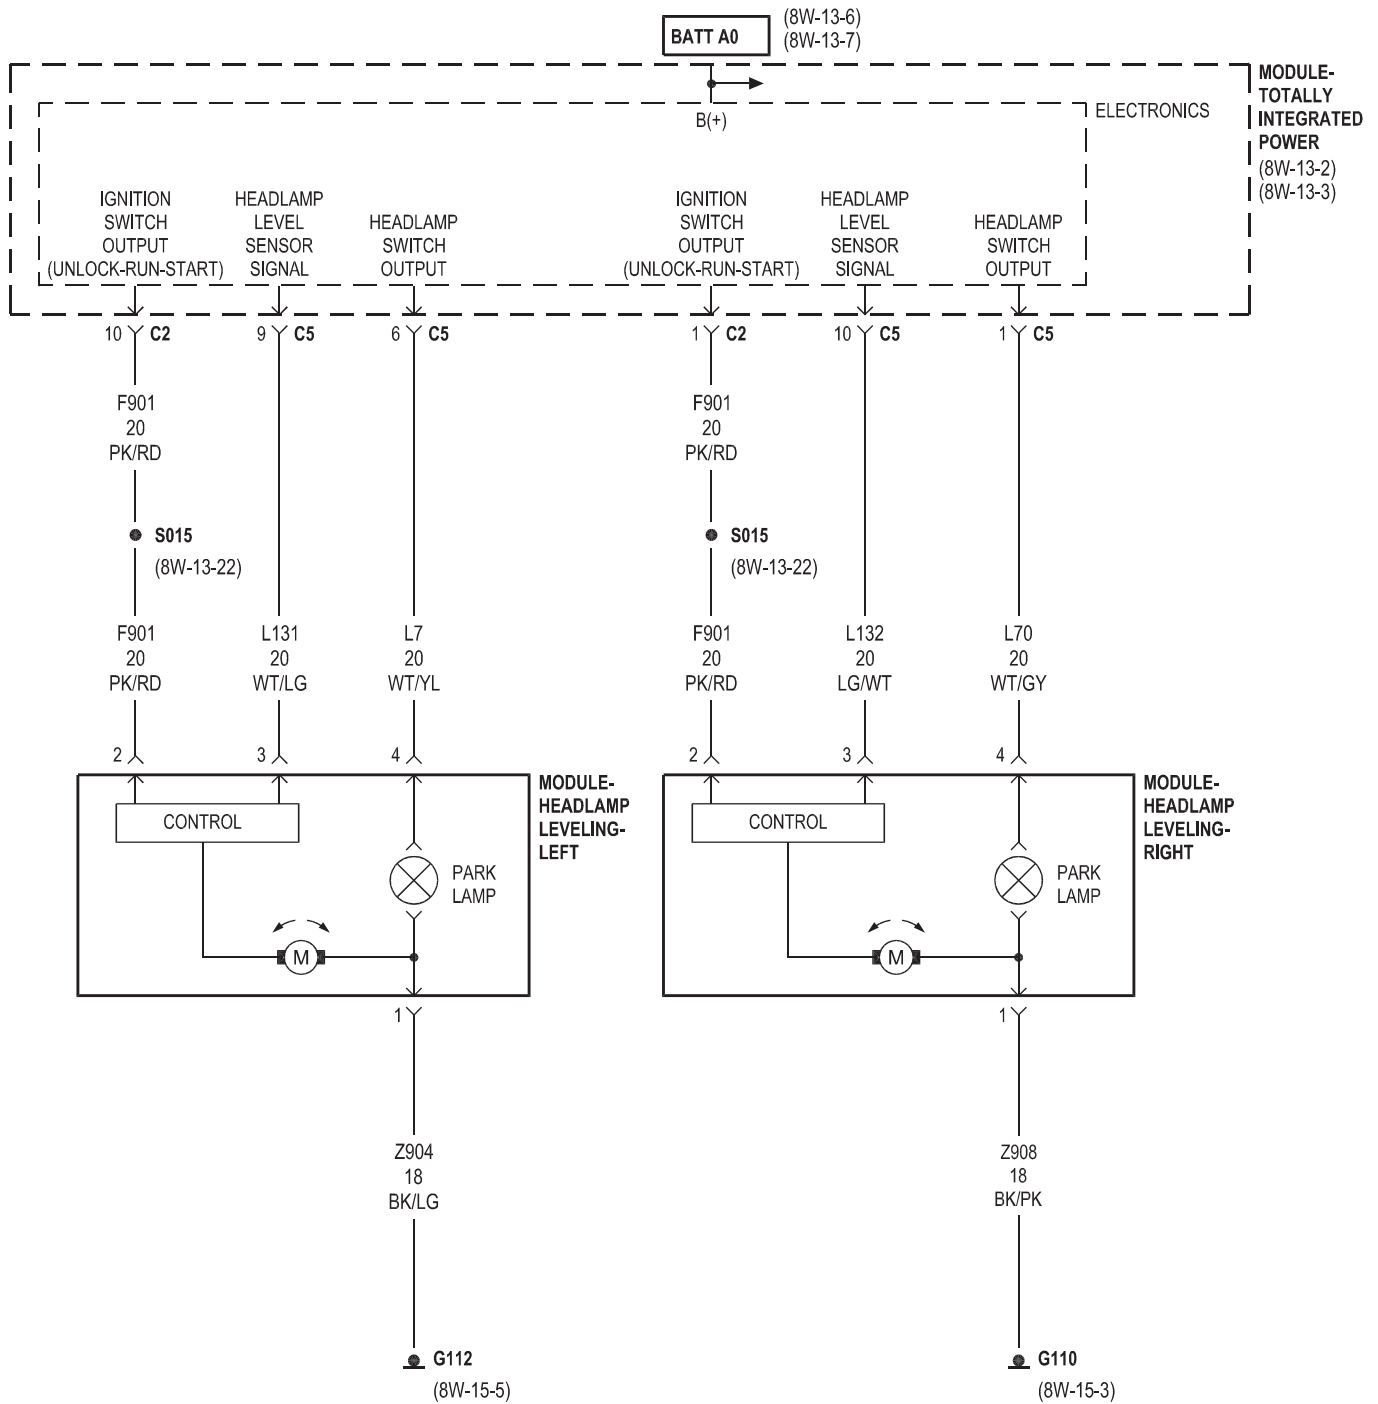 BATT A0
(8W-13-6)
(8W-13-7)
MODULE-
TOTALLY
INTEGRATED
POWER
(8W-13-2)
(8W-13-3)
ELECTRONICS
B(+)
IGNITION
SWITCH
OUTPUT
(UNLOCK-RUN-START)
HEADLAMP
LEVEL
SENSOR
SIGNAL
HEADLAMP
SWITCH
OUTPUT
IGNITION
SWITCH
OUTPUT
(UNLOCK-RUN-START)
HEADLAMP
LEVEL
SENSOR
SIGNAL
HEADLAMP
SWITCH
OUTPUT
10 C2
9 C5
6 C5
1 C2
10 C5
1 C5
F901
20
PK/RD
F901
20
PK/RD
S015
(8W-13-22)
S015
(8W-13-22)
F901
20
PK/RD
L131
20
WT/LG
L7
20
WT/YL
F901
20
PK/RD
L132
20
LG/WT
L70
20
WT/GY
2
3
4
2
3
4
CONTROL
PARK
LAMP
M
MODULE-
HEADLAMP
LEVELING-
LEFT
CONTROL
PARK
LAMP
M
MODULE-
HEADLAMP
LEVELING-
RIGHT
1
1
Z904
18
BK/LG
Z908
18
BK/PK
G112
(8W-15-5)
G110
(8W-15-3)